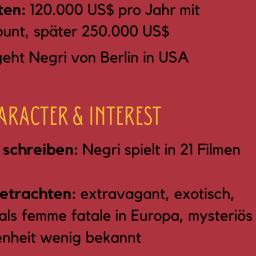 ten: 120.000 US$ pro Jahr mit
ount, später 250.000 US$
geht Negri von Berlin in USA
ARACTER & INTEREST
schreiben: Negri spielt in 21 Filmen
etrachten: extravagant, exotisch,
als femme fatale in Europa, mysteriös
enheit wenig bekannt